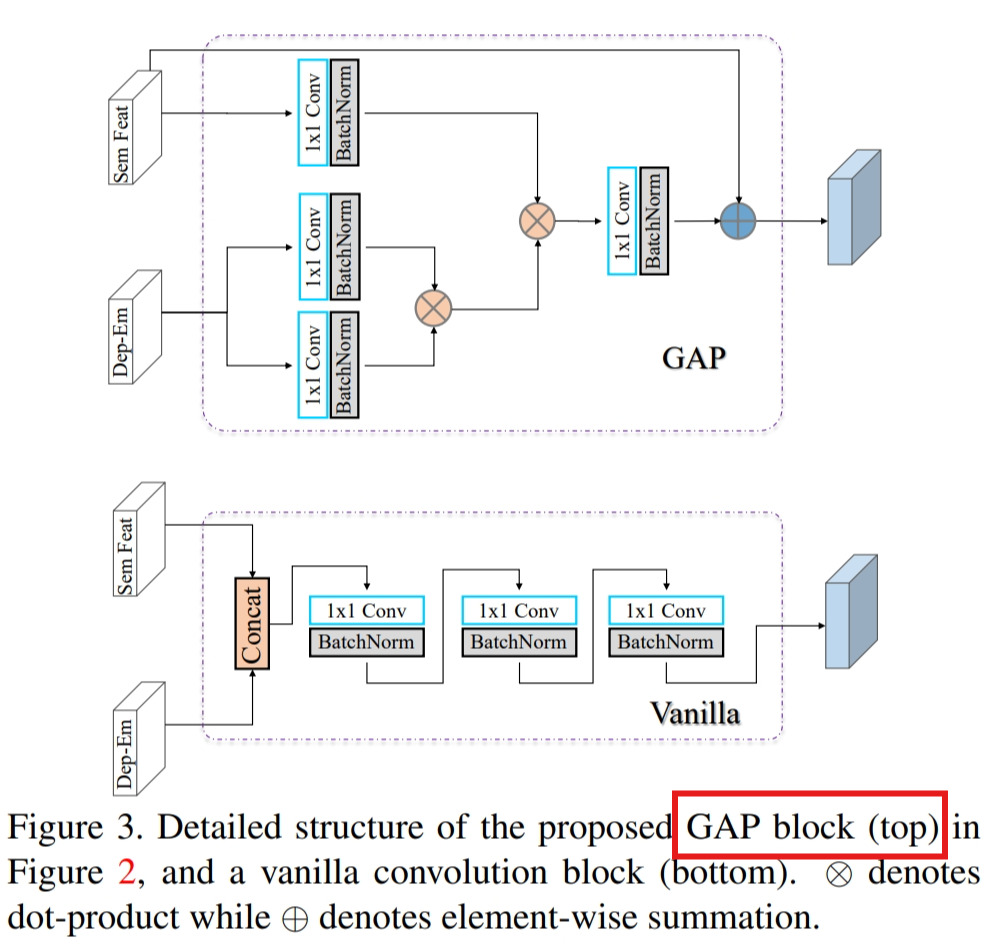 Sem Feat
1x1 Conv
BatchNorm
1x1 Conv
BatchNorm
1x1 Conv
BatchNorm
Dep-Em
1x1 Conv
BatchNorm
GAP
Sem Feat
Concat
1x1 Conv
BatchNorm
1x1 Conv
BatchNorm
1x1 Conv
BatchNorm
Dep-Em
Vanilla
Figure 3. Detailed structure of the proposed GAP block (top) in
Figure 2, and a vanilla convolution block (bottom). ⊗ denotes
dot-product while ⊕ denotes element-wise summation.